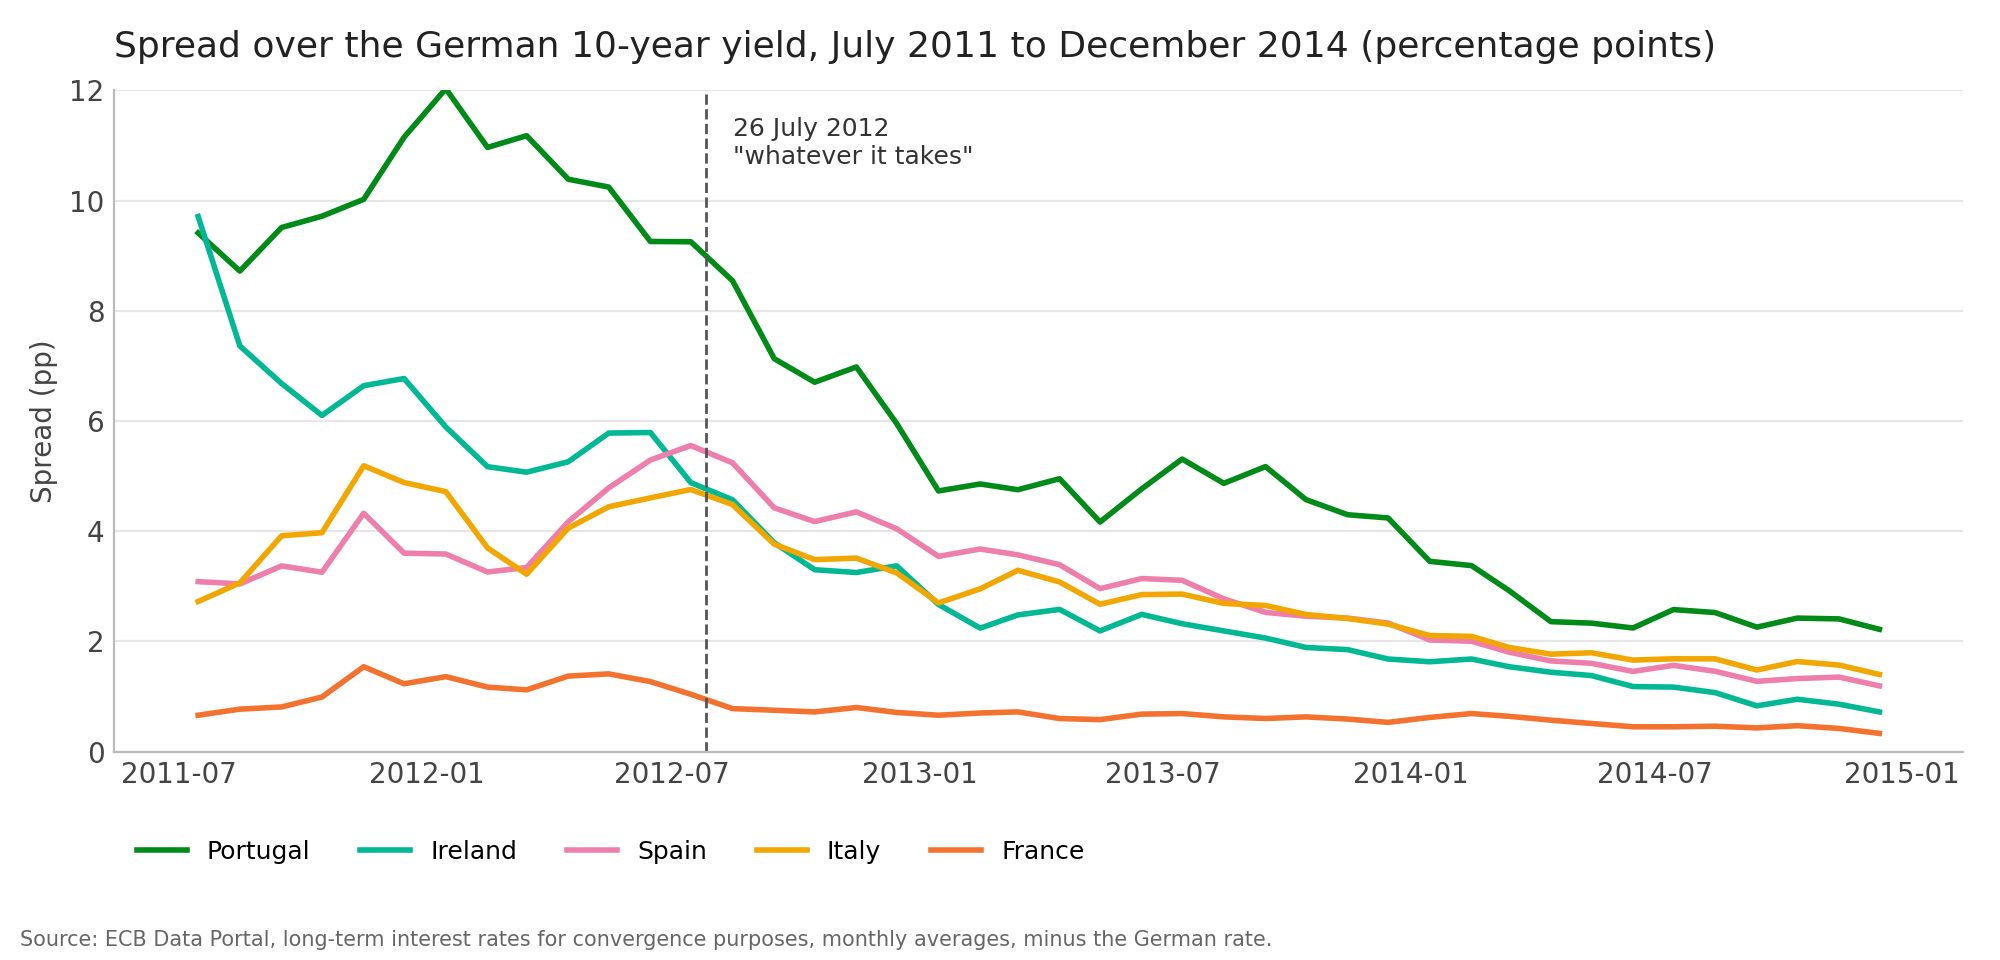 Spread over the German 10-year yield, July 2011 to December 2014 (percentage points)
12
10
8
6
4
2
0
Spread (pp)
26 July 2012
"whatever it takes"
2011-07 2012-01 2012-07 2013-01 2013-07 2014-01 2014-07 2015-01
Portugal Ireland Spain Italy France
Source: ECB Data Portal, long-term interest rates for convergence purposes, monthly averages, minus the German rate.